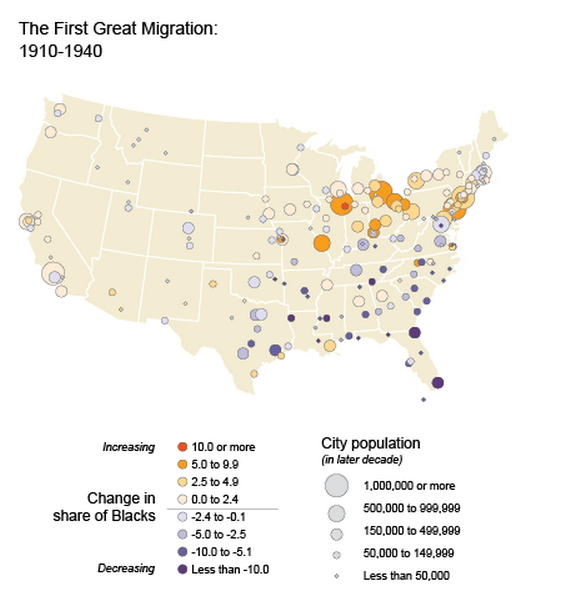 The First Great Migration:
1910-1940
Increasing
10.0 or more
5.0 to 9.9
2.5 to 4.9
Change in
share of Blacks
0.0 to 2.4
-2.4 to -0.1
-5.0 to -2.5
-10.0 to -5.1
Decreasing
Less than -10.0
City population
(in later decade)
1,000,000 or more
500,000 to 999,999
150,000 to 499,999
50,000 to 149,999
Less than 50,000